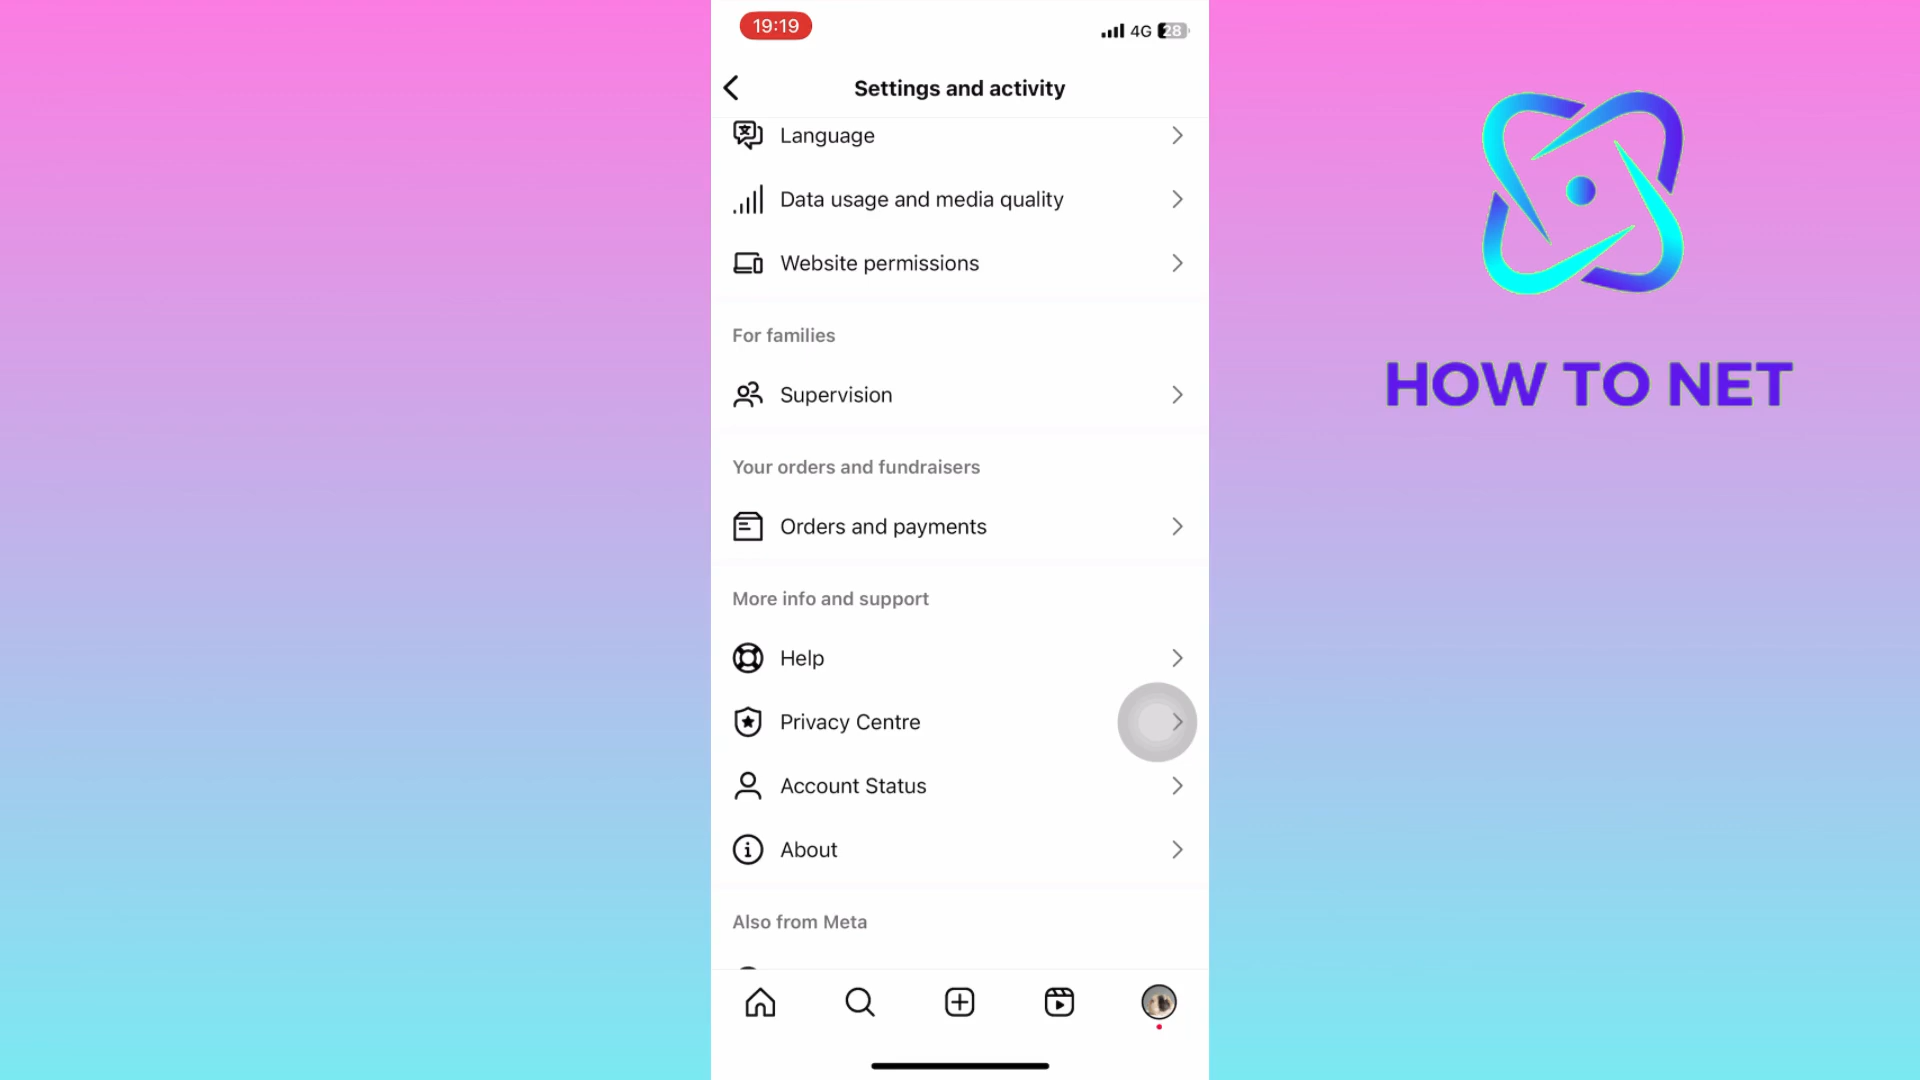 19:19
4G 28
Settings and activity
Language
Data usage and media quality
Website permissions
For families
Supervision
Your orders and fundraisers
Orders and payments
More info and support
Help
Privacy Centre
Account Status
About
Also from Meta
HOW TO NET